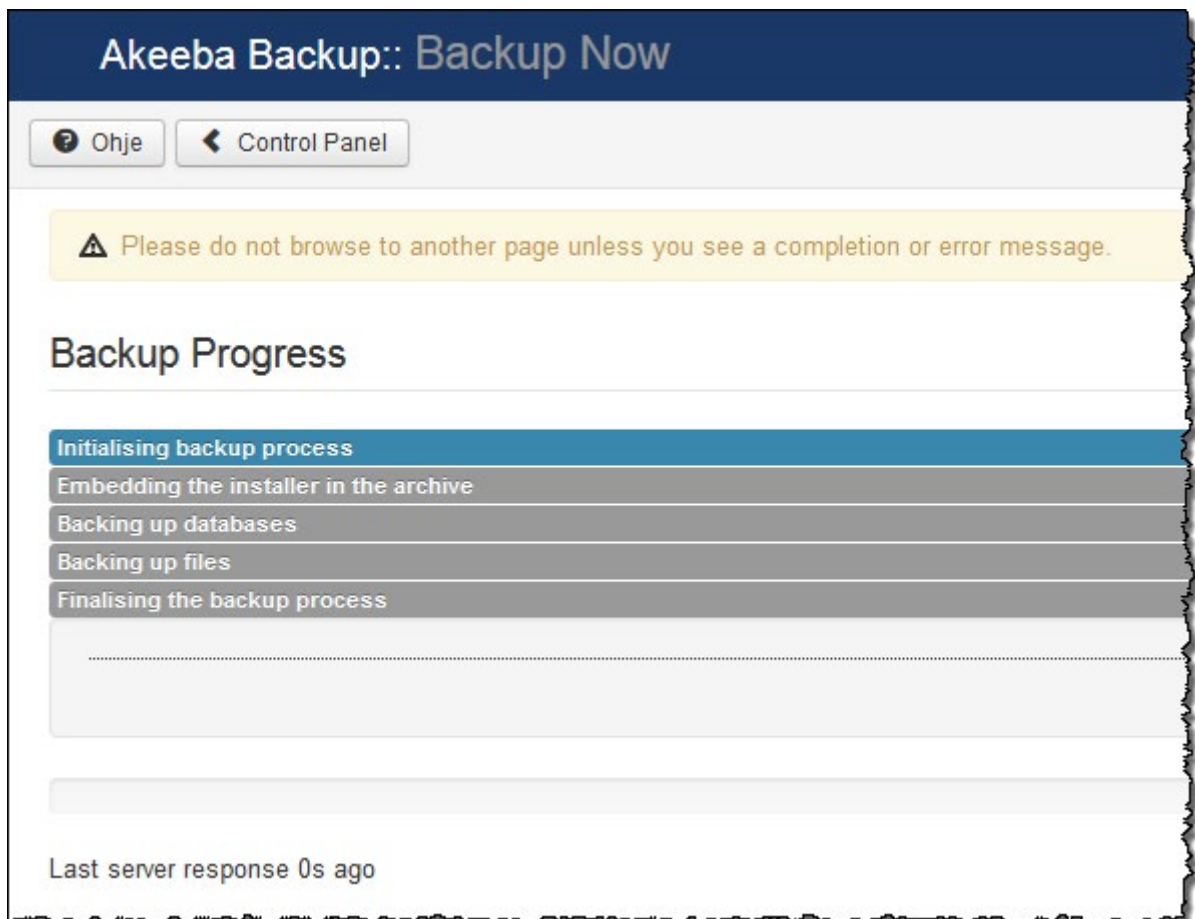 Akeeba Backup:: Backup Now
Ohje Control Panel
Please do not browse to another page unless you see a completion or error message.
Backup Progress
Initialising backup process
Embedding the installer in the archive
Backing up databases
Backing up files
Finalising the backup process
Last server response 0s ago